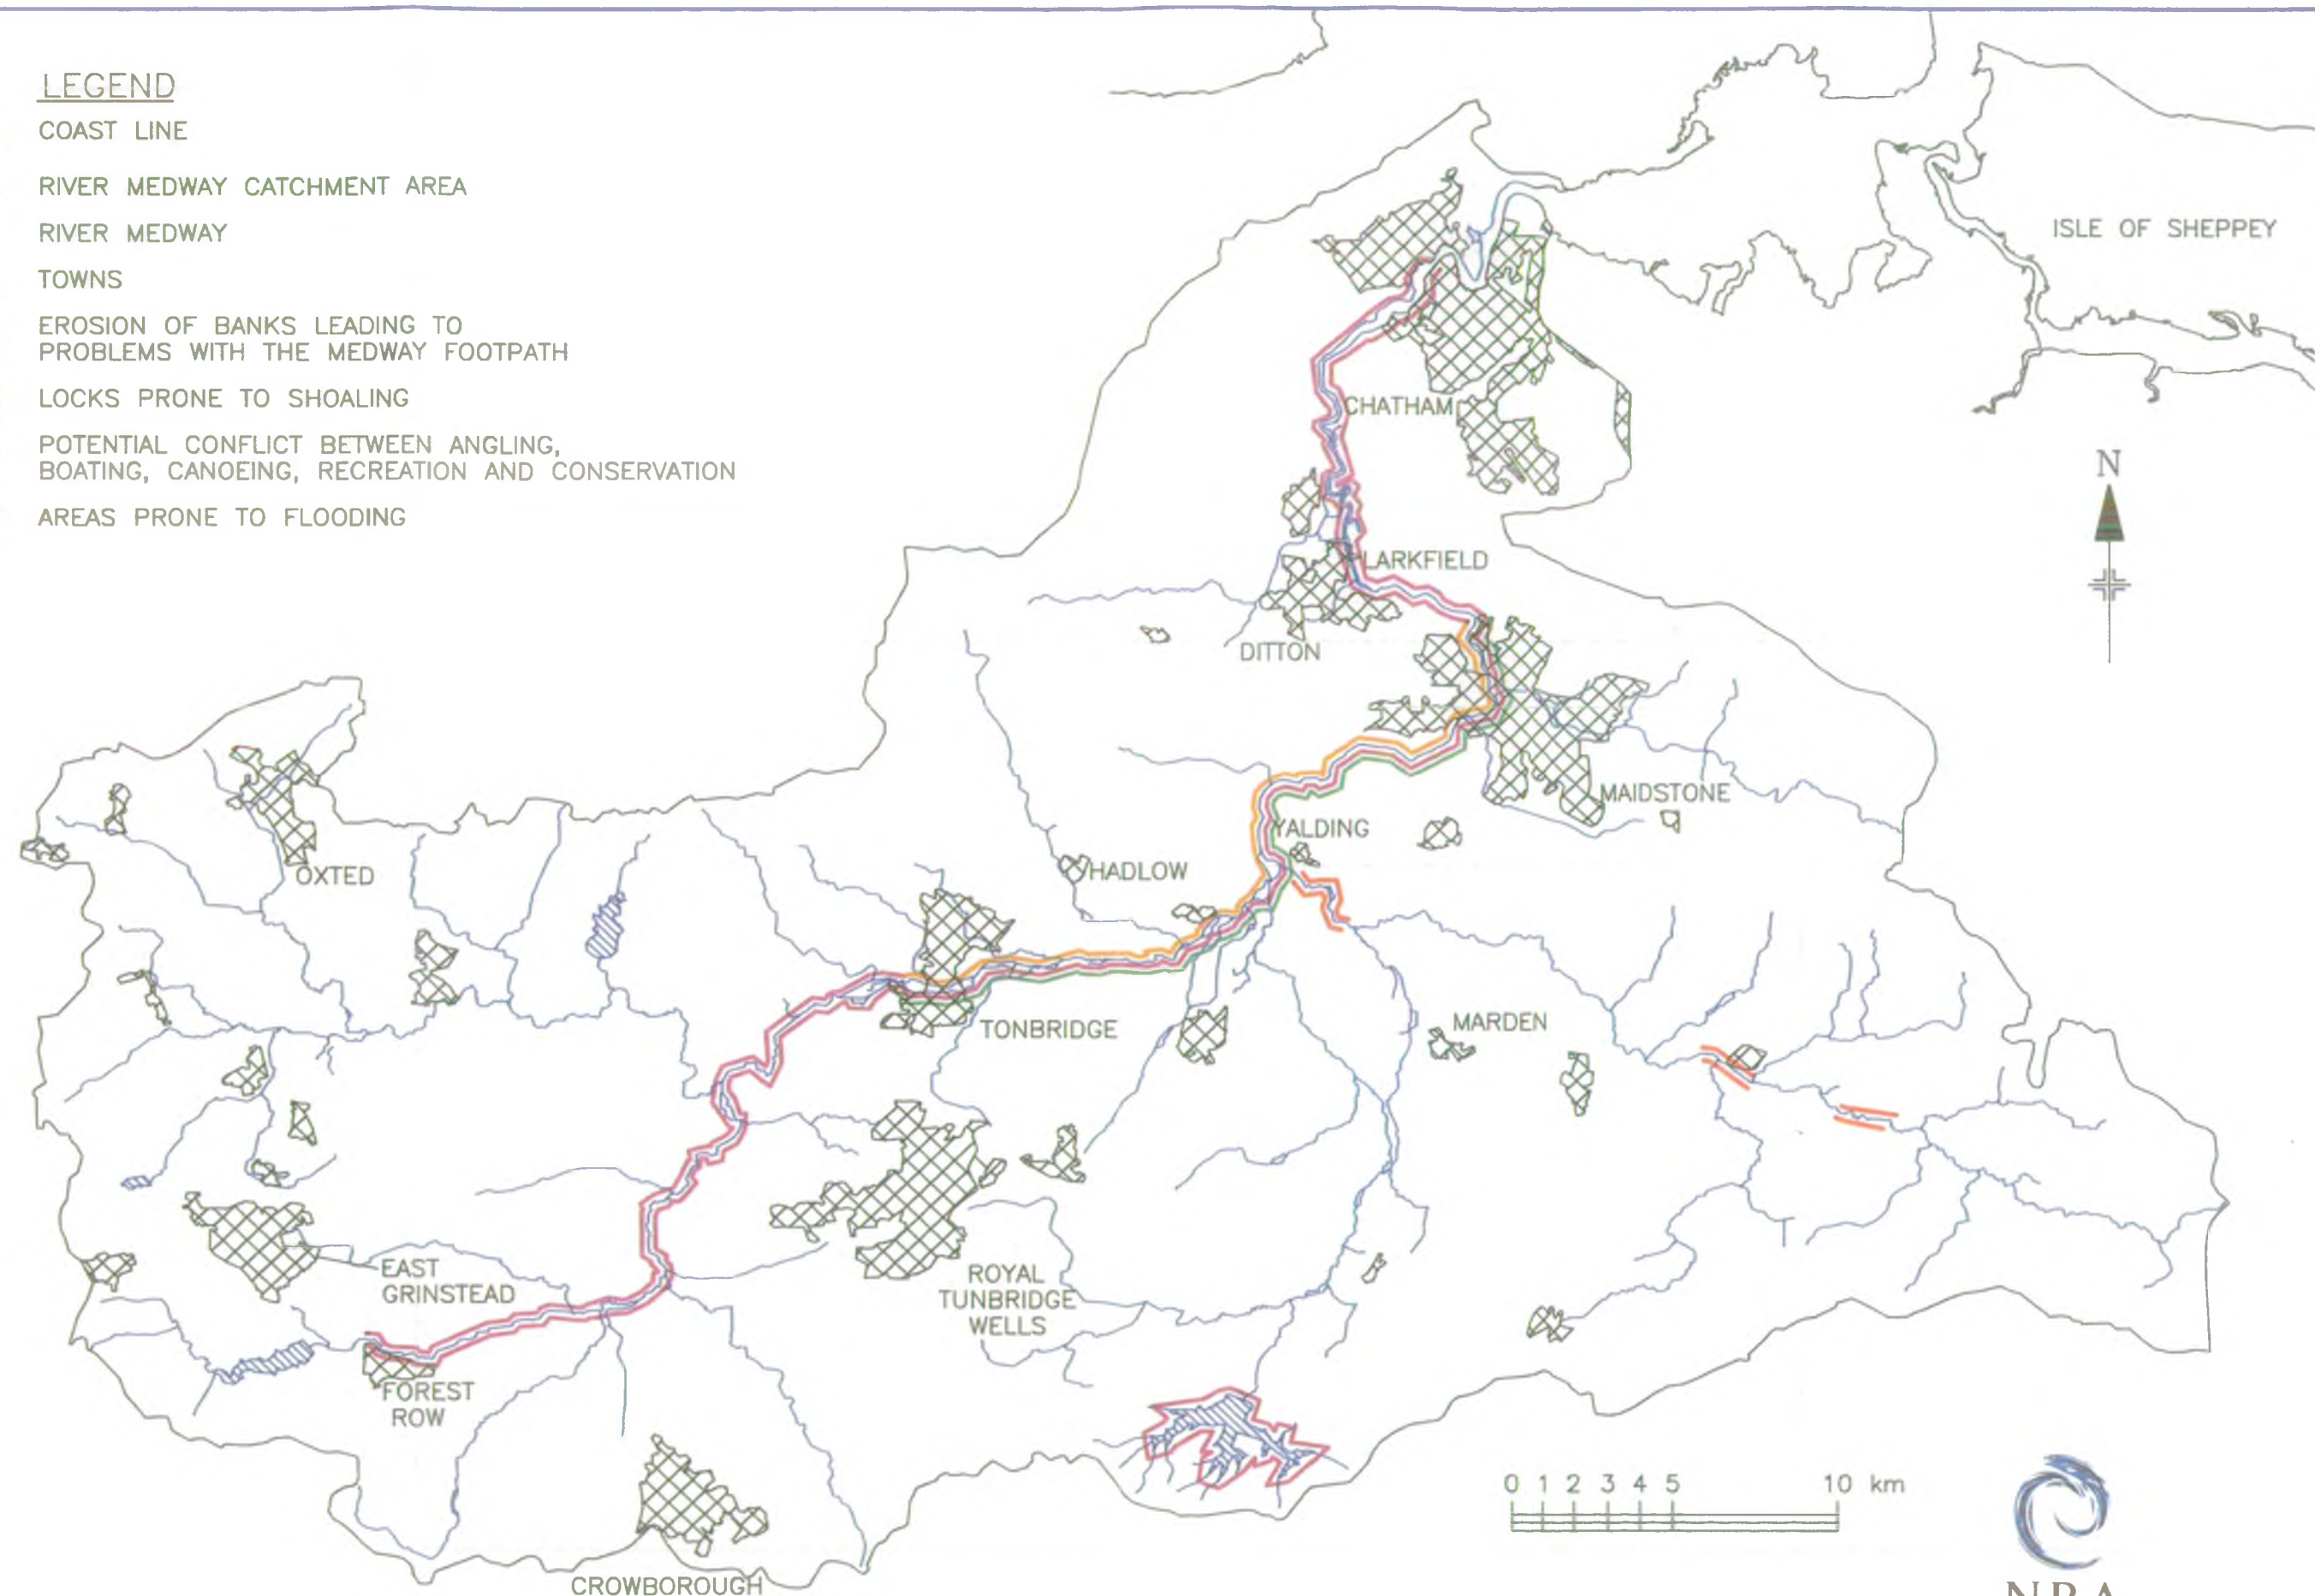 LEGEND
COAST LINE
RIVER MEDWAY CATCHMENT AREA
RIVER MEDWAY
TOWNS
EROSION OF BANKS LEADING TO
PROBLEMS WITH THE MEDWAY FOOTPATH
LOCKS PRONE TO SHOALING
POTENTIAL CONFLICT BETWEEN ANGLING,
BOATING, CANOEING, RECREATION AND CONSERVATION
AREAS PRONE TO FLOODING
ISLE OF SHEPPEY
CHATHAM
N
LARKFIELD
DITTON
MAIDSTONE
YALDING
HADLOW
OXTED
TONBRIDGE
MARDEN
EAST
GRINSTEAD
ROYAL
TUNBRIDGE
WELLS
FOREST
ROW
0 1 2 3 4 5 10 km
CROWBOROUGH
NRA